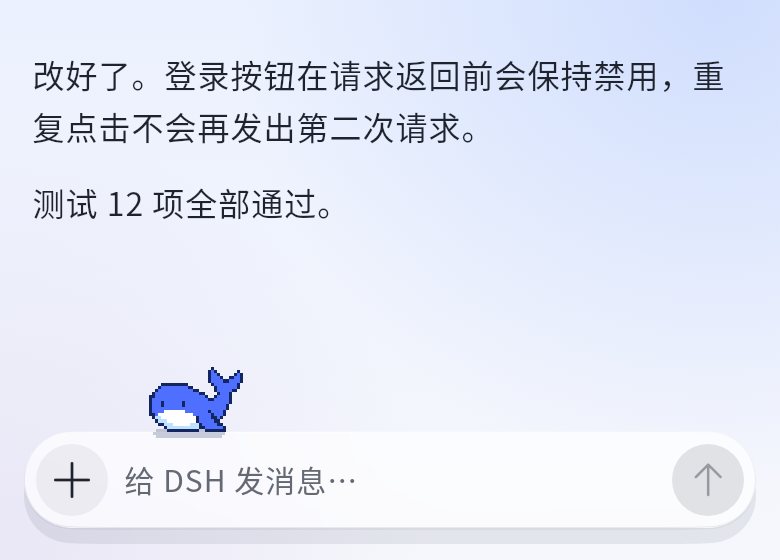 改好了。登录按钮在请求返回前会保持禁用，重
复点击不会再发出第二次请求。
测试 12 项全部通过。
给 DSH 发消息…